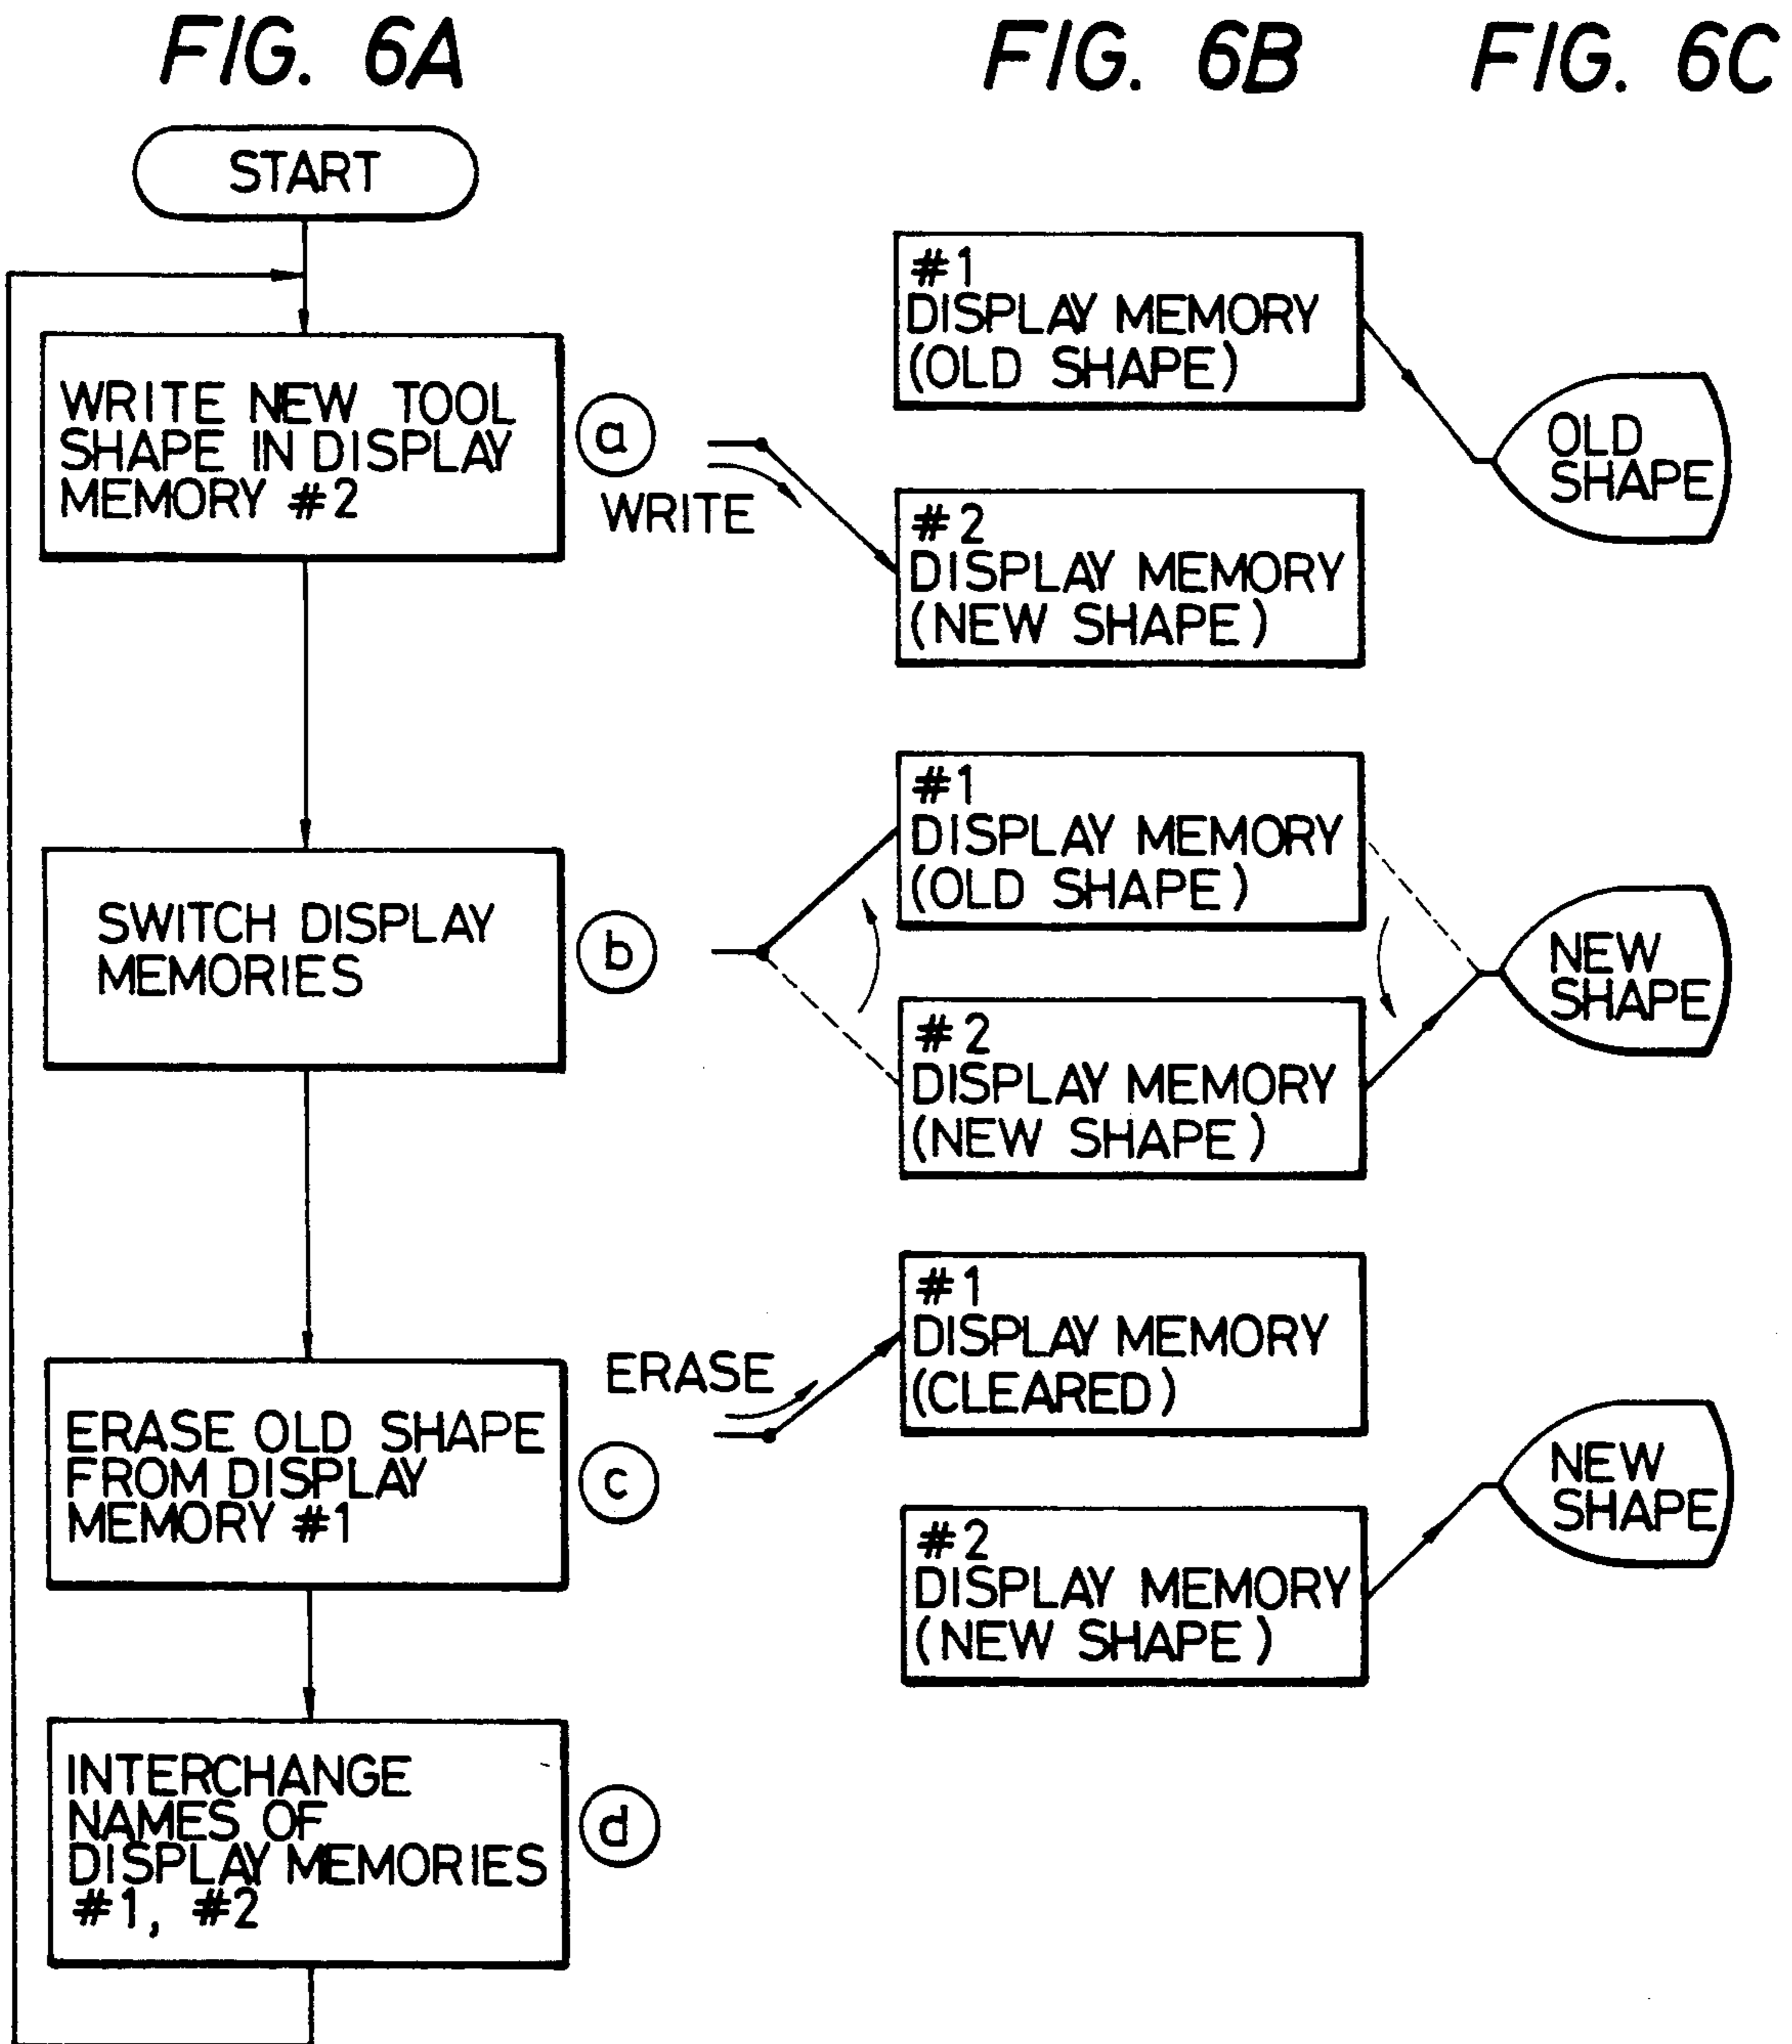 FIG. 6A
FIG. 6B
FIG. 6C
START
WRITE NEW TOOL
SHAPE IN DISPLAY
MEMORY #2
a
WRITE
#1
DISPLAY MEMORY
(OLD SHAPE)
#2
DISPLAY MEMORY
(NEW SHAPE)
OLD
SHAPE
SWITCH DISPLAY
MEMORIES
b
#1
DISPLAY MEMORY
(OLD SHAPE)
#2
DISPLAY MEMORY
(NEW SHAPE)
NEW
SHAPE
ERASE OLD SHAPE
FROM DISPLAY
MEMORY #1
c
ERASE
#1
DISPLAY MEMORY
(CLEARED)
#2
DISPLAY MEMORY
(NEW SHAPE)
NEW
SHAPE
INTERCHANGE
NAMES OF
DISPLAY MEMORIES
#1, #2
d